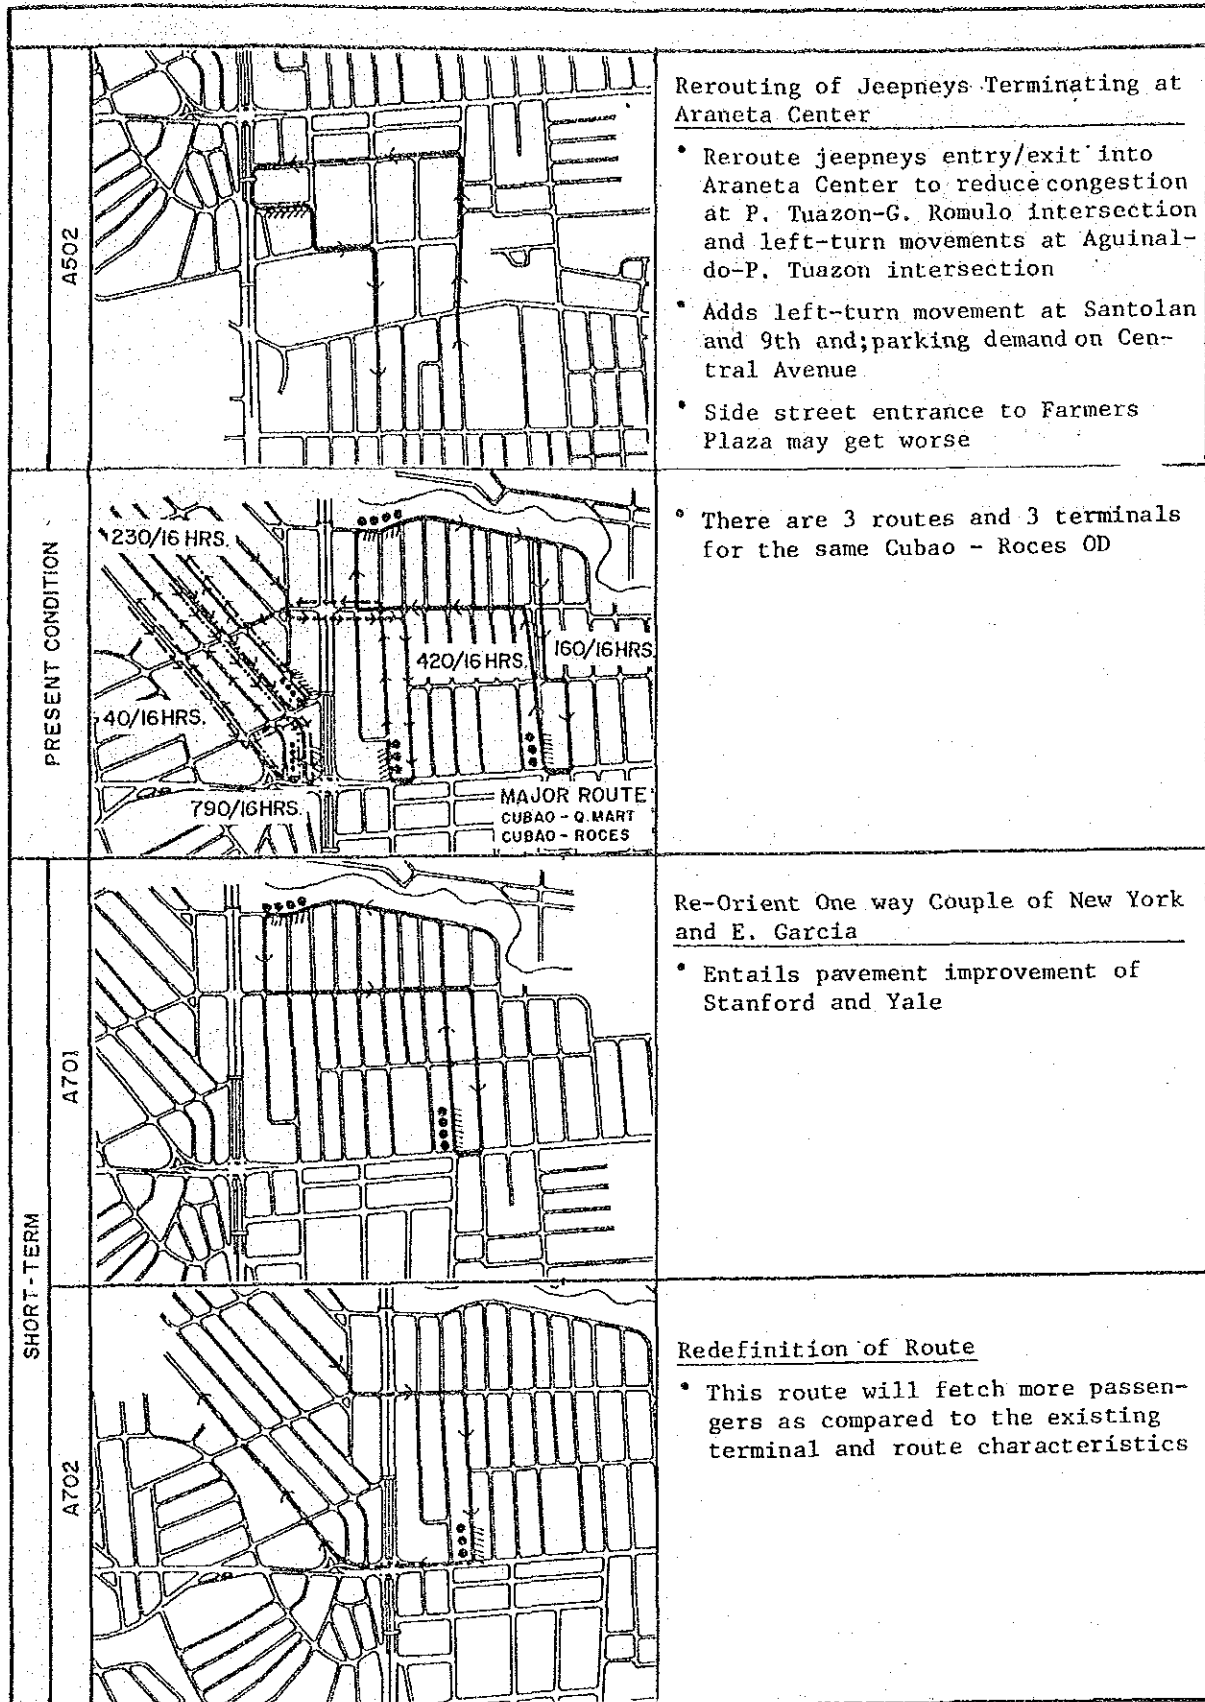 A502
Rerouting of Jeepneys Terminating at
Araneta Center
• Reroute jeepneys entry/exit into
Araneta Center to reduce congestion
at P. Tuazon-G. Romulo intersection
and left-turn movements at Aguinal-
do-P. Tuazon intersection
• Adds left-turn movement at Santolan
and 9th and;parking demand on Cen-
tral Avenue
• Side street entrance to Farmers
Plaza may get worse
PRESENT CONDITION
230/16 HRS.
420/16 HRS.
160/16 HRS.
40/16 HRS.
790/16 HRS.
MAJOR ROUTE
CUBAO - Q.MART
CUBAO - ROCES
° There are 3 routes and 3 terminals
for the same Cubao - Roces OD
SHORT-TERM
A701
Re-Orient One way Couple of New York
and E. Garcia
• Entails pavement improvement of
Stanford and Yale
A702
Redefinition of Route
• This route will fetch more passen-
gers as compared to the existing
terminal and route characteristics